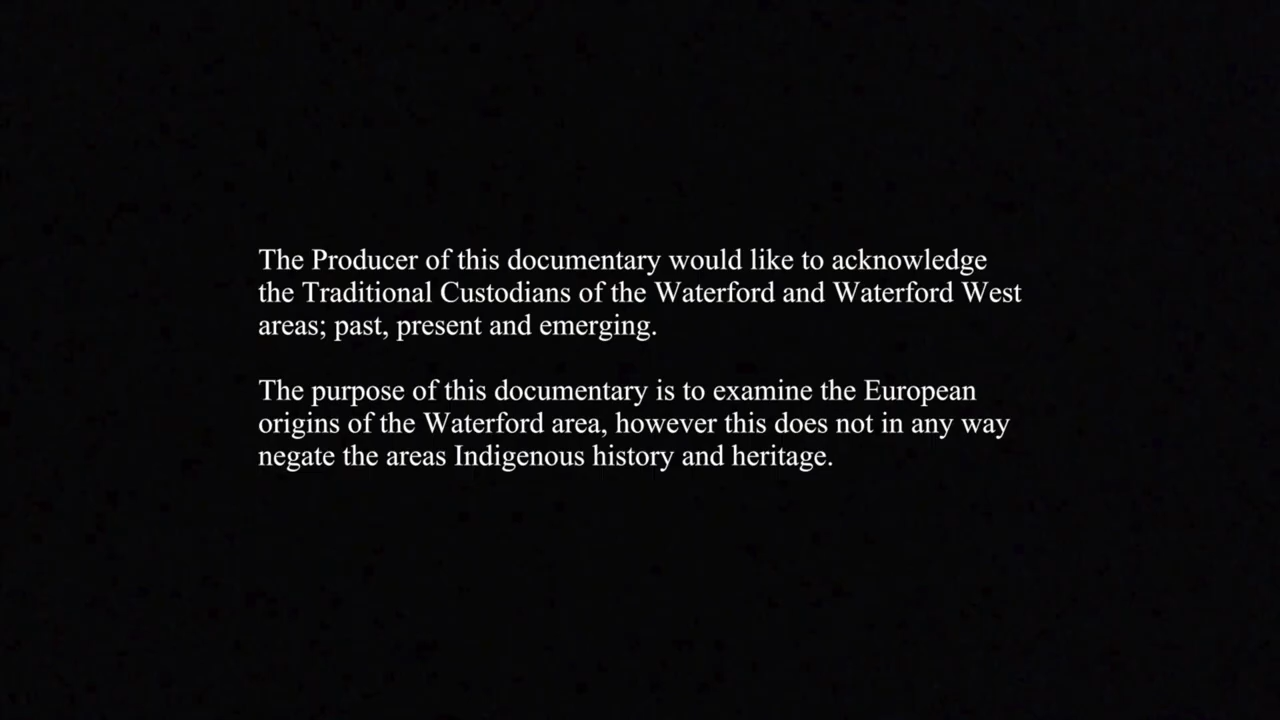 The Producer of this documentary would like to acknowledge
the Traditional Custodians of the Waterford and Waterford West
areas; past, present and emerging.
The purpose of this documentary is to examine the European
origins of the Waterford area, however this does not in any way
negate the areas Indigenous history and heritage.